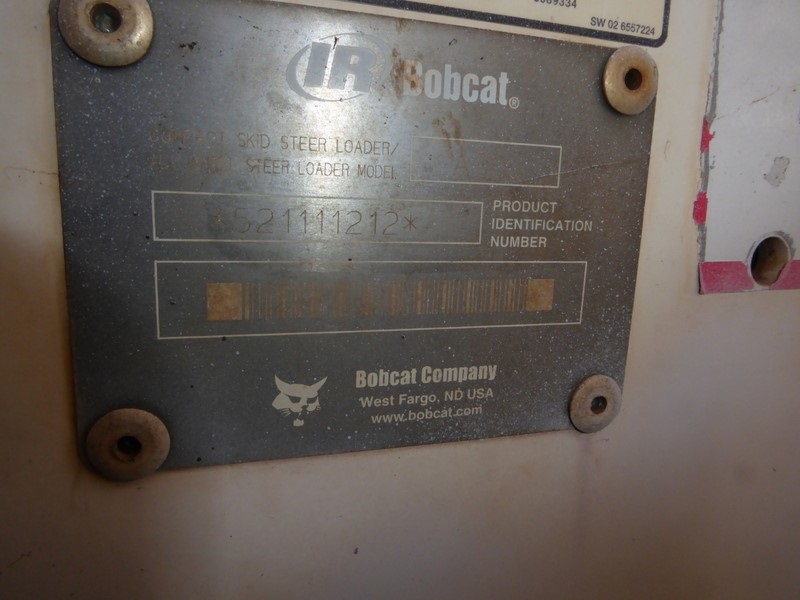 SW 02 6557224
IR Bobcat®
SKID STEER LOADER/
STEER LOADER MODEL
PRODUCT
IDENTIFICATION
NUMBER
Bobcat Company
West Fargo, ND USA
www.bobcat.com